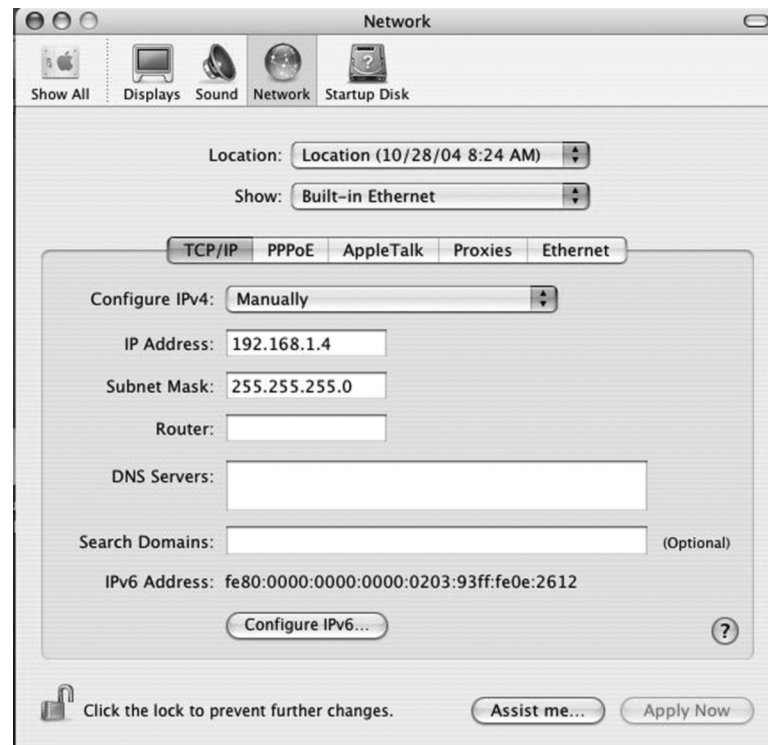 Network
Show All Displays Sound Network Startup Disk
Location: Location (10/28/04 8:24 AM)
Show: Built-in Ethernet
TCP/IP PPPoE AppleTalk Proxies Ethernet
Configure IPv4: Manually
IP Address: 192.168.1.4
Subnet Mask: 255.255.255.0
Router:
DNS Servers:
Search Domains: (Optional)
IPv6 Address: fe80:0000:0000:0000:0203:93ff:fe0e:2612
Configure IPv6... ?
Click the lock to prevent further changes. Assist me... Apply Now